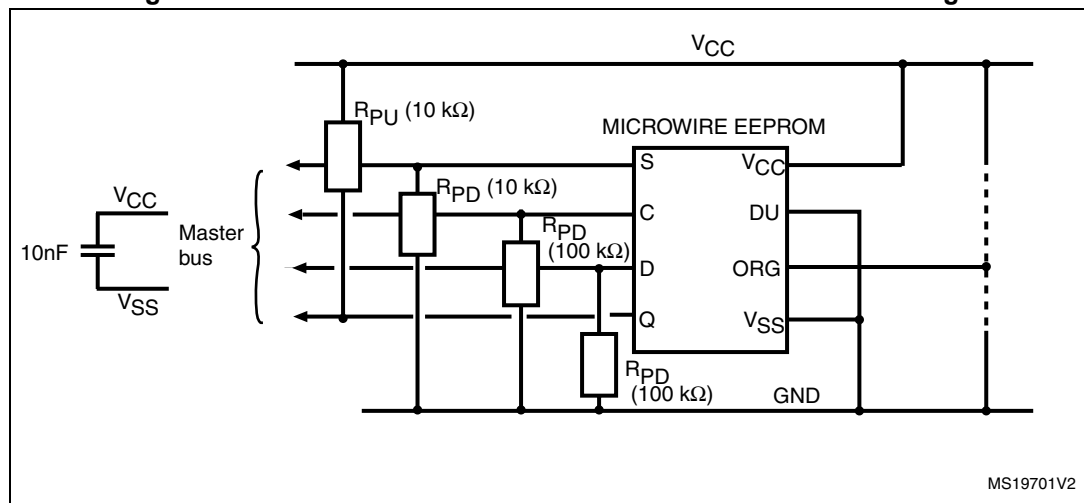 VCC
RPU (10 kΩ)
MICROWIRE EEPROM
S
VCC
RPD (10 kΩ)
VCC
C
DU
10nF
Master
bus
RPD
(100 kΩ)
D
ORG
VSS
Q
VSS
RPD
(100 kΩ)
GND
MS19701V2